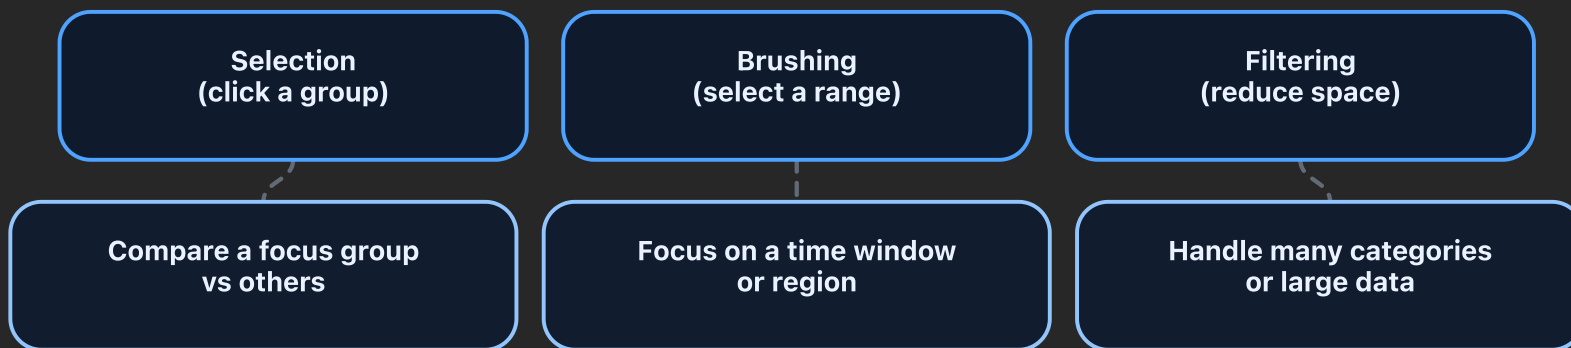 Selection
(click a group)
Brushing
(select a range)
Filtering
(reduce space)
Compare a focus group
vs others
Focus on a time window
or region
Handle many categories
or large data